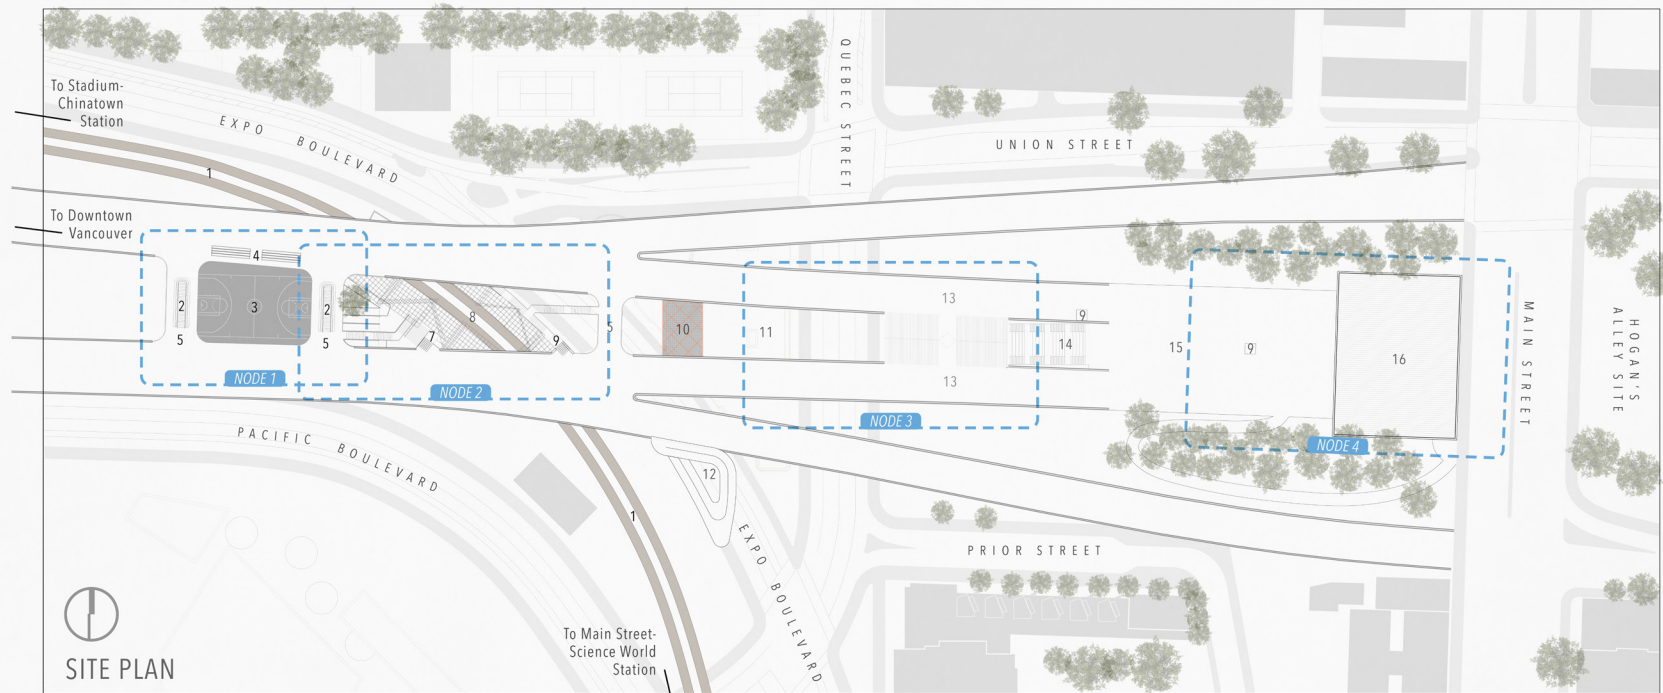 To Stadium-
Chinatown
Station
EXPO BOULEVARD
QUEBEC STREET
UNION STREET
1
To Downtown
Vancouver
4
2
3
2
5
5
NODE 1
7
8
9
5
NODE 2
10
11
13
13
9
14
NODE 3
15
9
16
NODE 4
MAIN STREET
HOGAN'S
ALLEY SITE
PACIFIC BOULEVARD
12
1
EXPO BOULEVARD
PRIOR STREET
To Main Street-
Science World
Station
SITE PLAN